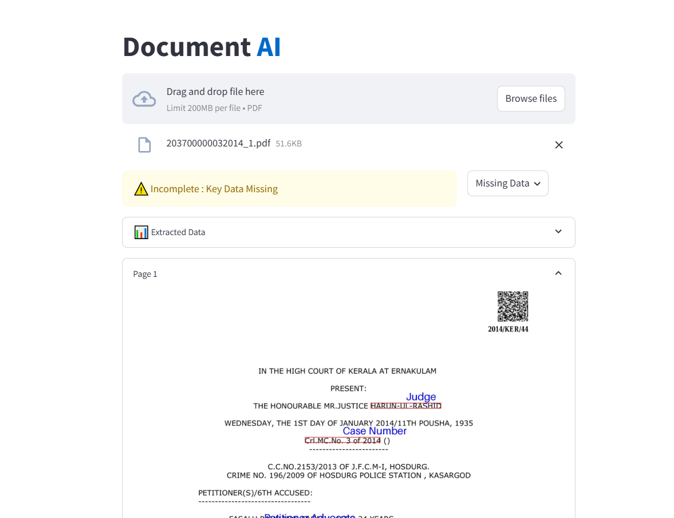 Document AI
Drag and drop file here
Limit 200MB per file • PDF
Browse files
203700000032014_1.pdf 51.6KB
Incomplete : Key Data Missing
Missing Data
Extracted Data
Page 1
2014/KER/44
IN THE HIGH COURT OF KERALA AT ERNAKULAM
PRESENT:
Judge
THE HONOURABLE MR.JUSTICE HARUN-UL-RASHID
WEDNESDAY, THE 1ST DAY OF JANUARY 2014/11TH POUSHA, 1935
Case Number
Crl.MC.No. 3 of 2014 ()
------------------------
C.C.NO.2153/2013 OF J.F.C.M-I, HOSDURG.
CRIME NO. 196/2009 OF HOSDURG POLICE STATION , KASARGOD
PETITIONER(S)/6TH ACCUSED:
----------------------------------
Petitioner Advocate